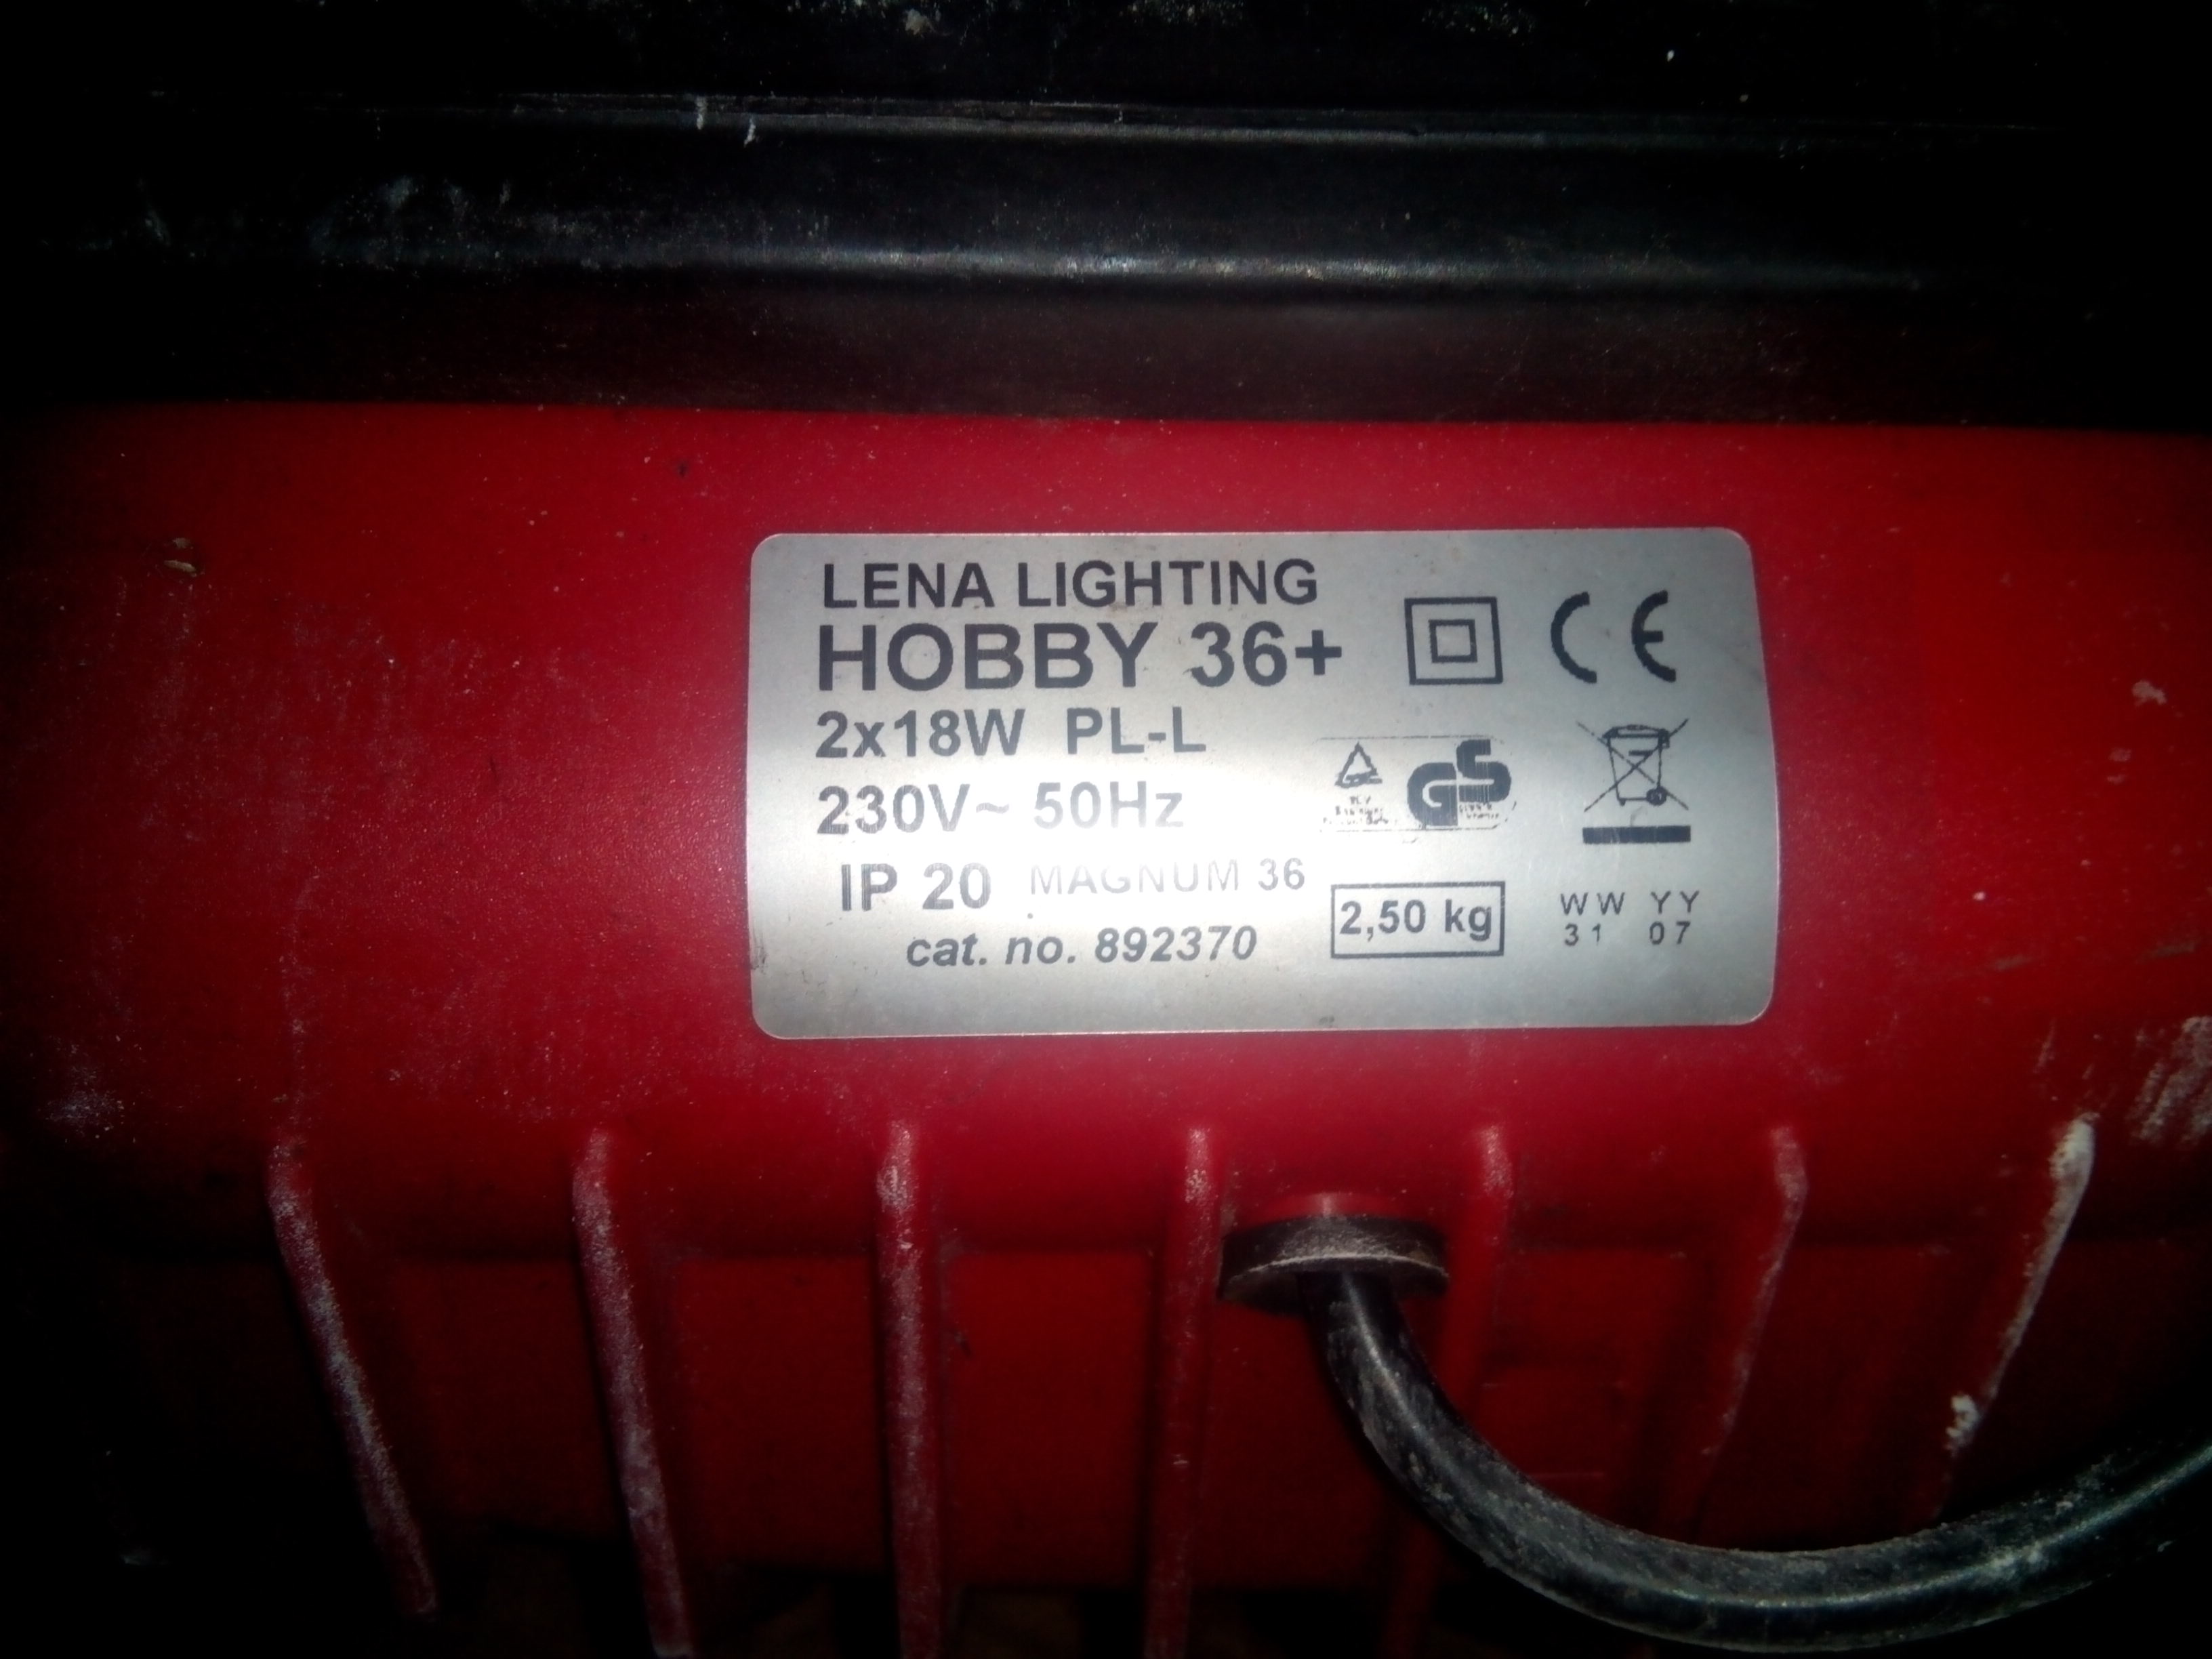 LENA LIGHTING
HOBBY 36+
CE
2x18W PL-L
230V~ 50Hz
GS
IP 20 MAGNUM 36
cat. no. 892370
2,50 kg
WW YY
31 07